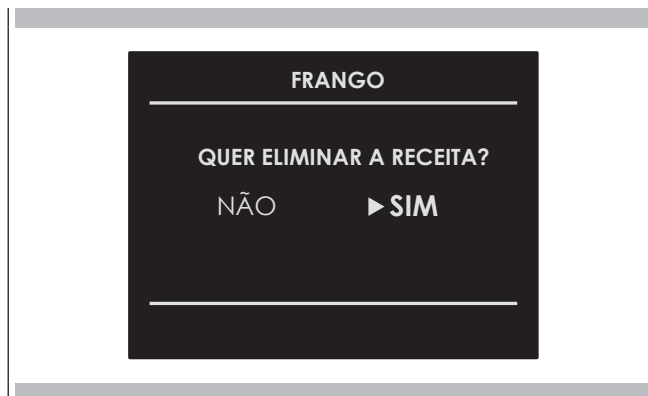 FRANGO
QUER ELIMINAR A RECEITA?
NÃO ▶SIM